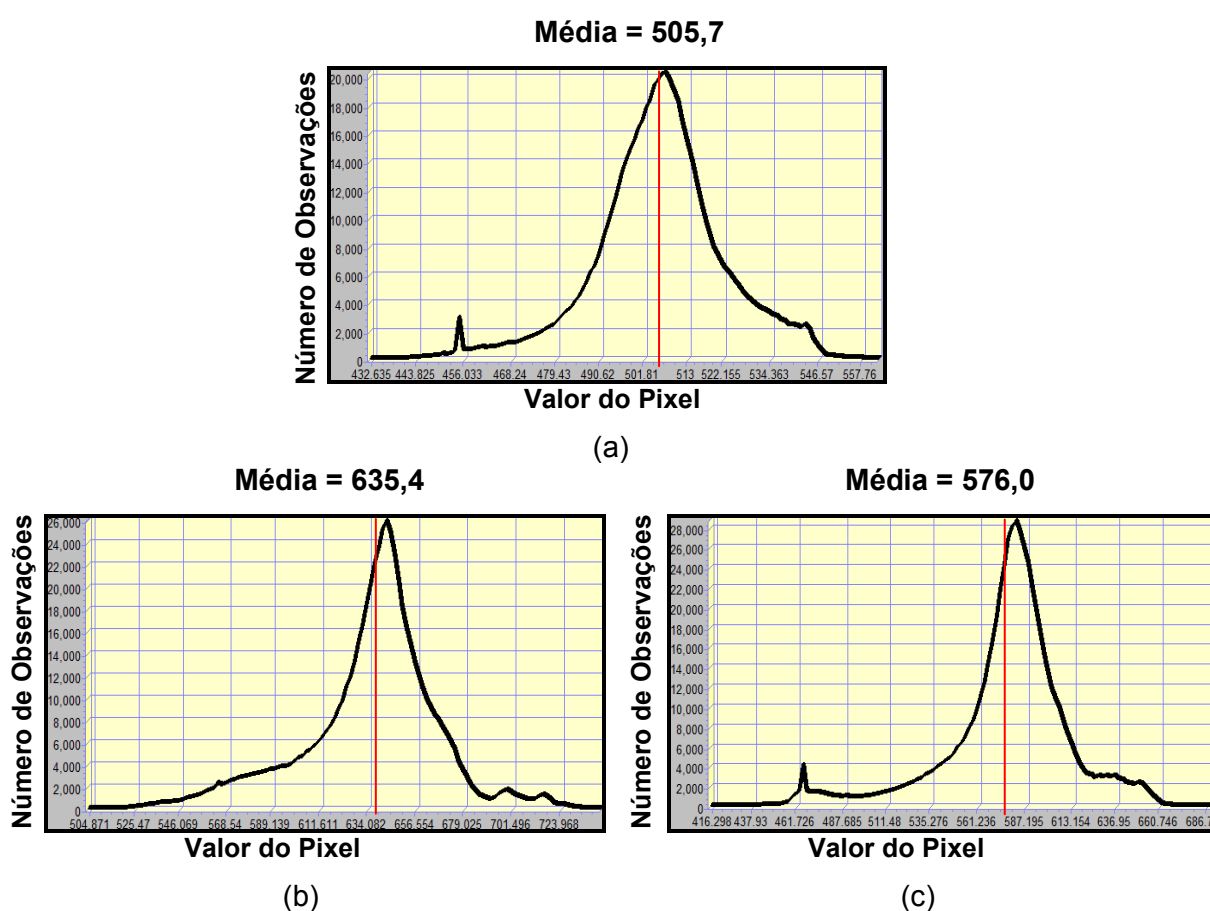 Média = 505,7
Número de Observações
20,000
18,000
16,000
14,000
12,000
10,000
8,000
6,000
4,000
2,000
0
432.635 443.825 456.033 468.24 479.43 490.62 501.81 513 522.155 534.363 546.57 557.76
Valor do Pixel
(a)
Média = 635,4
Número de Observações
26,000
24,000
22,000
20,000
18,000
16,000
14,000
12,000
10,000
8,000
6,000
4,000
2,000
0
504.871 525.47 546.069 568.54 589.139 611.611 634.082 656.554 679.025 701.496 723.968
Valor do Pixel
(b)
Média = 576,0
Número de Observações
28,000
26,000
24,000
22,000
20,000
18,000
16,000
14,000
12,000
10,000
8,000
6,000
4,000
2,000
0
416.298 437.93 461.726 487.685 511.48 535.276 561.236 587.195 613.154 636.95 660.746 686.7
Valor do Pixel
(c)